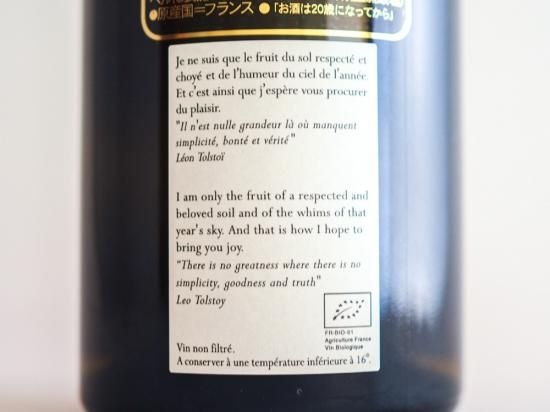 ●原産国=フランス ●「お酒は20歳になってから」
Je ne suis que le fruit du sol respecté et
choyé et de l'humeur du ciel de l'année.
Et c'est ainsi que j'espère vous procurer
du plaisir.
"Il n'est nulle grandeur là où manquent
simplicité, bonté et vérité"
Léon Tolstoï
I am only the fruit of a respected and
beloved soil and of the whims of that
year's sky. And that is how I hope to
bring you joy.
"There is no greatness where there is no
simplicity, goodness and truth"
Leo Tolstoy
FR-BIO-01
Agriculture France
Vin Biologique
Vin non filtré.
A conserver à une température inférieure à 16°.